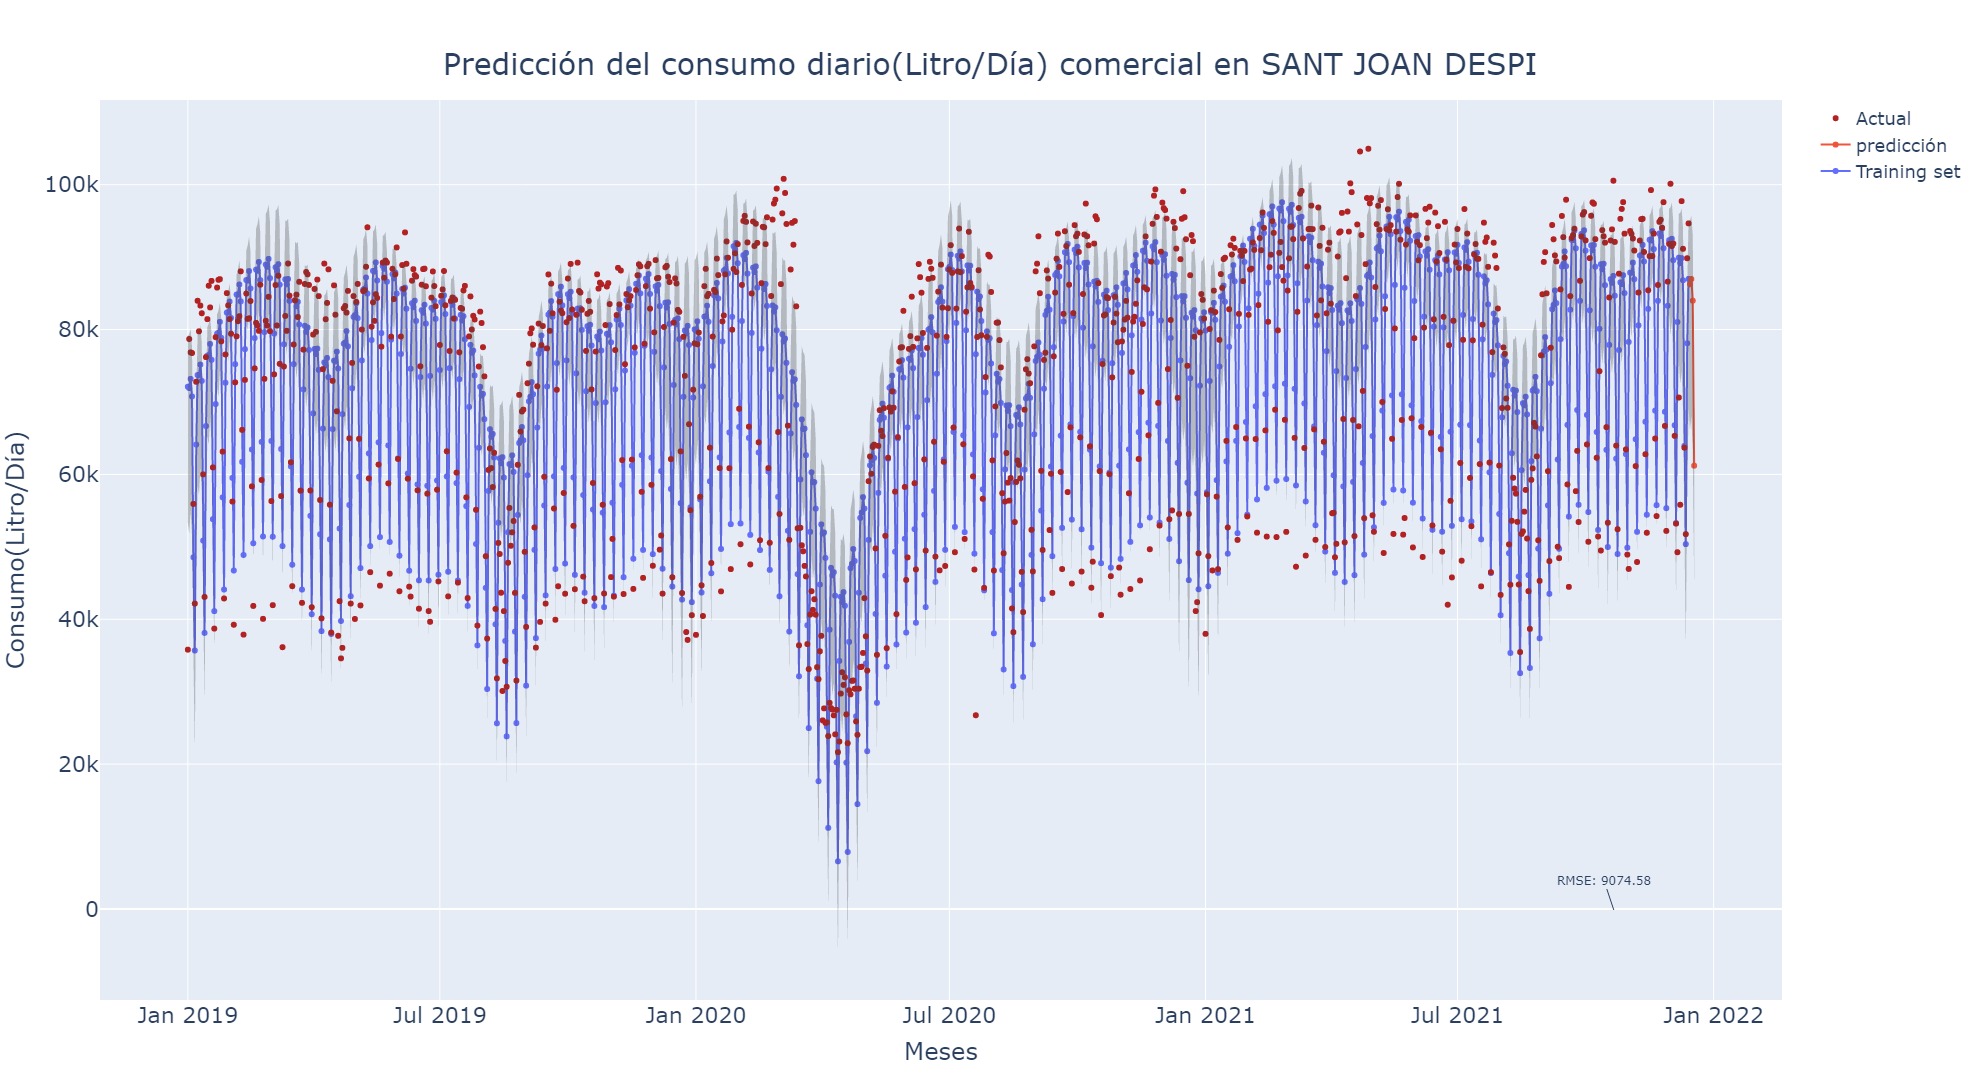 Predicción del consumo diario(Litro/Día) comercial en SANT JOAN DESPI
Actual
predicción
Training set
100k
80k
60k
40k
20k
0
Consumo(Litro/Día)
RMSE: 9074.58
Jan 2019
Jul 2019
Jan 2020
Jul 2020
Jan 2021
Jul 2021
Jan 2022
Meses